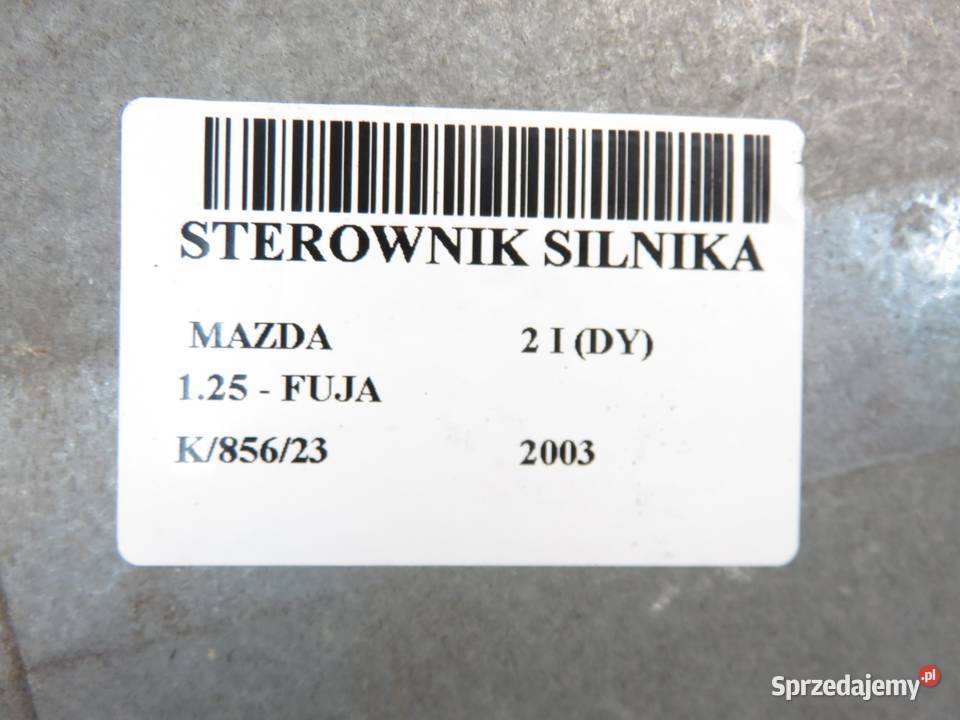 STEROWNIK SILNIKA
MAZDA 2 I (DY)
1.25 - FUJA
K/856/23 2003
Sprzedajemy.pl